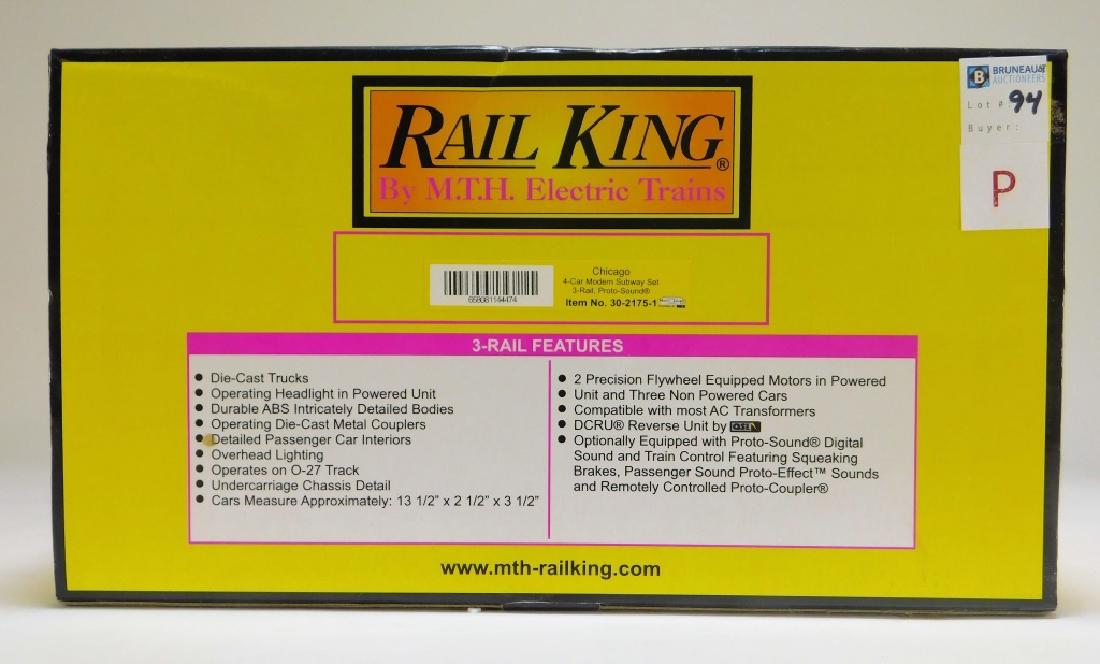 BRUNEAU &
AUCTIONEERS
Lot #: 94
Buyer:
P
RAIL KING®
By M.T.H. Electric Trains
Chicago
4-Car Modern Subway Set
3-Rail, Proto-Sound®
Item No. 30-2175-1
3-RAIL FEATURES
• Die-Cast Trucks
• Operating Headlight in Powered Unit
• Durable ABS Intricately Detailed Bodies
• Operating Die-Cast Metal Couplers
• Detailed Passenger Car Interiors
• Overhead Lighting
• Operates on O-27 Track
• Undercarriage Chassis Detail
• Cars Measure Approximately: 13 1/2" x 2 1/2" x 3 1/2"
• 2 Precision Flywheel Equipped Motors in Powered
• Unit and Three Non Powered Cars
• Compatible with most AC Transformers
• DCRU® Reverse Unit by QSI
• Optionally Equipped with Proto-Sound® Digital
Sound and Train Control Featuring Squeaking
Brakes, Passenger Sound Proto-Effect™ Sounds
and Remotely Controlled Proto-Coupler®
www.mth-railking.com